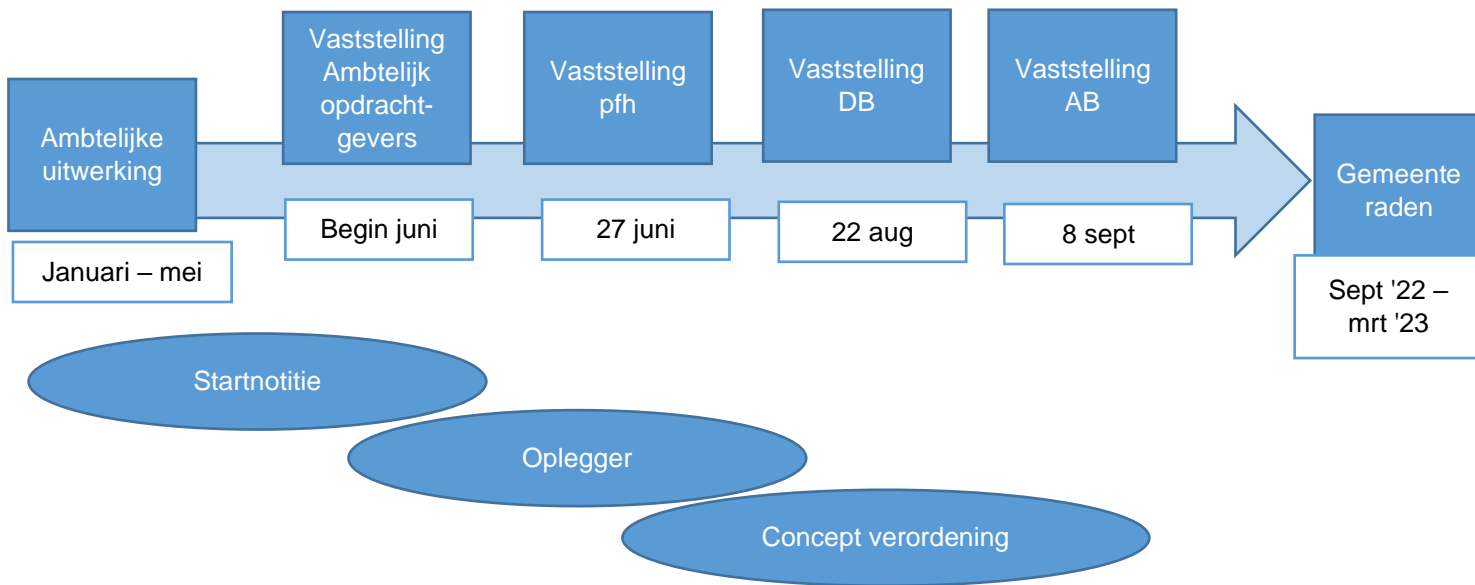 Ambtelijke
uitwerking
Januari – mei
Vaststelling
Ambtelijk
opdracht-
gevers
Begin juni
Vaststelling
pfh
27 juni
Vaststelling
DB
22 aug
Vaststelling
AB
8 sept
Gemeente
raden
Sept '22 –
mrt '23
Startnotitie
Oplegger
Concept verordening